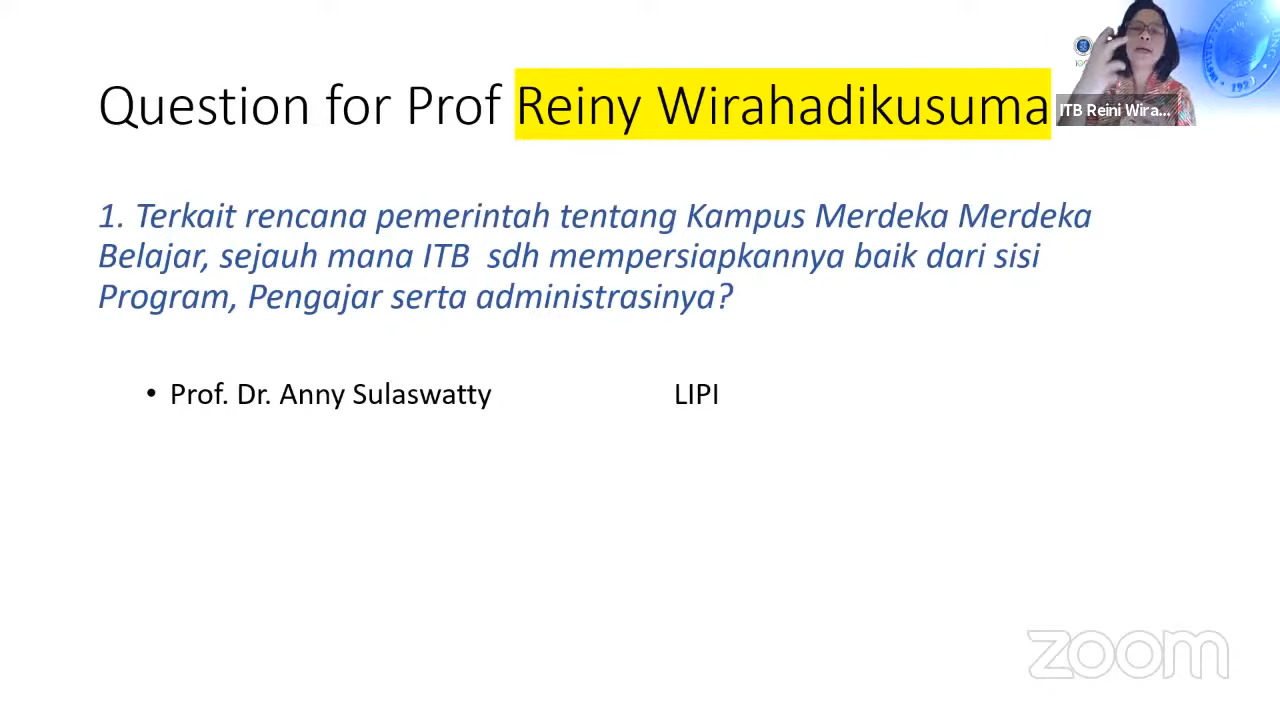 Question for Prof Reiny Wirahadikusuma
ITB Reini Wira...
1. Terkait rencana pemerintah tentang Kampus Merdeka Merdeka
Belajar, sejauh mana ITB sdh mempersiapkannya baik dari sisi
Program, Pengajar serta administrasinya?
• Prof. Dr. Anny Sulaswatty LIPI
zoom